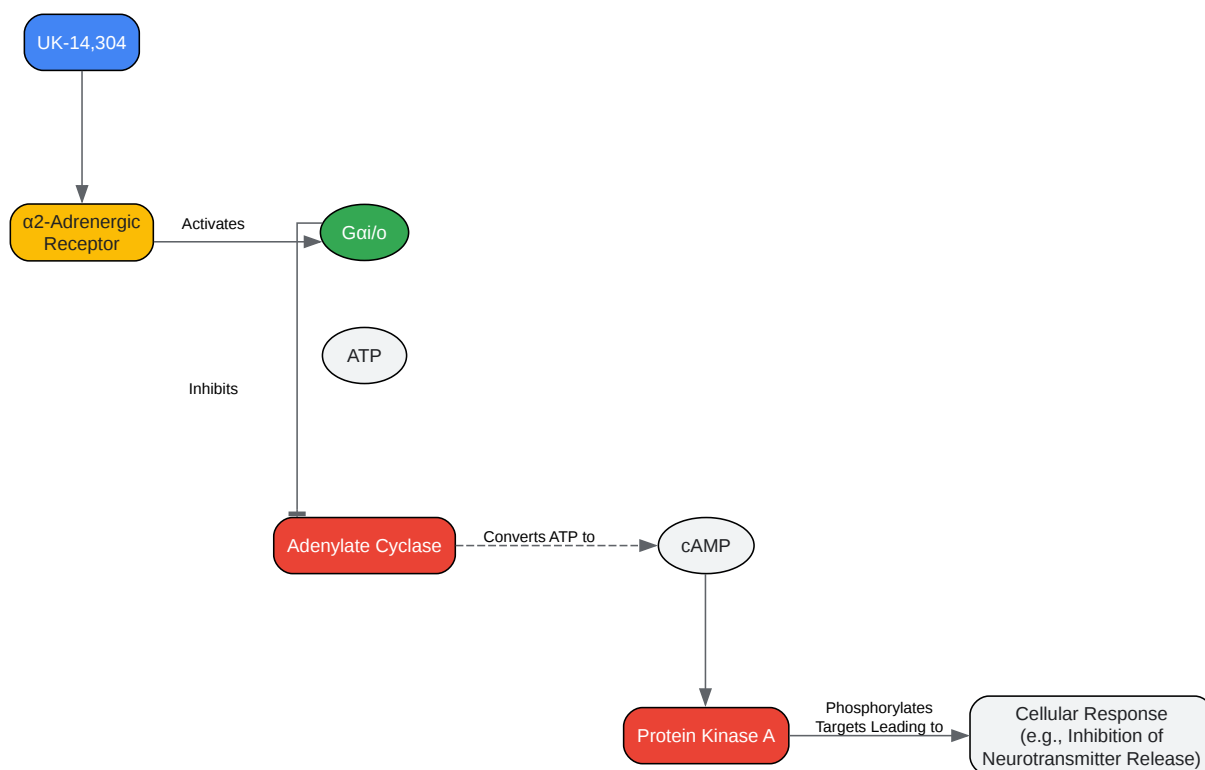 UK-14,304
α2-Adrenergic
Receptor
Activates
Gαi/o
ATP
Inhibits
Adenylate Cyclase
Converts ATP to
cAMP
Protein Kinase A
Phosphorylates
Targets Leading to
Cellular Response
(e.g., Inhibition of
Neurotransmitter Release)